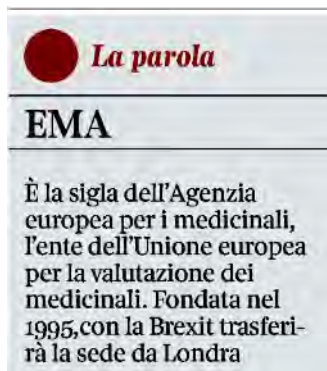 La parola
EMA
È la sigla dell'Agenzia
europea per i medicinali,
l'ente dell'Unione europea
per la valutazione dei
medicinali. Fondata nel
1995,con la Brexit trasferi-
rà la sede da Londra